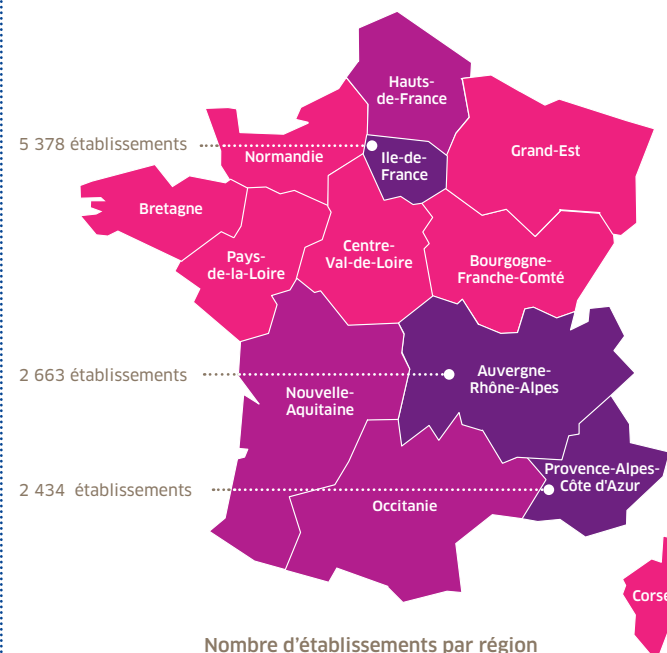 Hauts-
de-France
5 378 établissements
Normandie
Ile-de-
France
Grand-Est
Bretagne
Pays-
de-la-Loire
Centre-
Val-de-Loire
Bourgogne-
Franche-Comté
2 663 établissements
Auvergne-
Rhône-Alpes
Nouvelle-
Aquitaine
Provence-Alpes-
Côte d'Azur
2 434 établissements
Occitanie
Corse
Nombre d’établissements par région